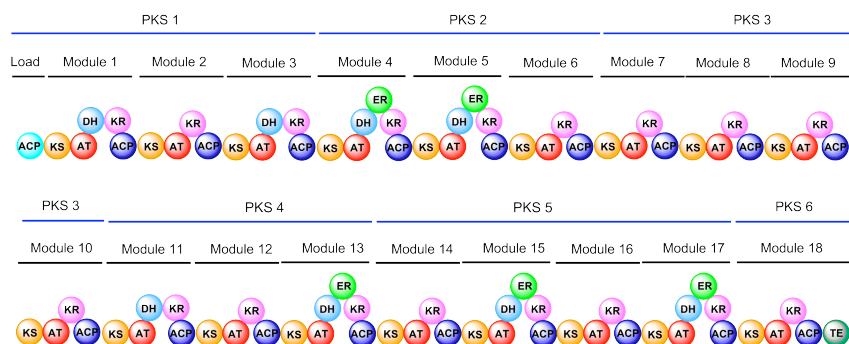 PKS 1 PKS 2 PKS 3
Load Module 1 Module 2 Module 3 Module 4 Module 5 Module 6 Module 7 Module 8 Module 9
ER ER
DH KR KR DH KR DH KR DH KR KR KR KR KR
ACP KS AT ACP KS AT ACP KS AT ACP KS AT ACP KS AT ACP KS AT ACP KS AT ACP KS AT ACP KS AT ACP
PKS 3 PKS 4 PKS 5 PKS 6
Module 10 Module 11 Module 12 Module 13 Module 14 Module 15 Module 16 Module 17 Module 18
ER ER ER
KR DH KR KR DH KR KR DH KR KR DH KR KR
KS AT ACP KS AT ACP KS AT ACP KS AT ACP KS AT ACP KS AT ACP KS AT ACP KS AT ACP KS AT ACP TE